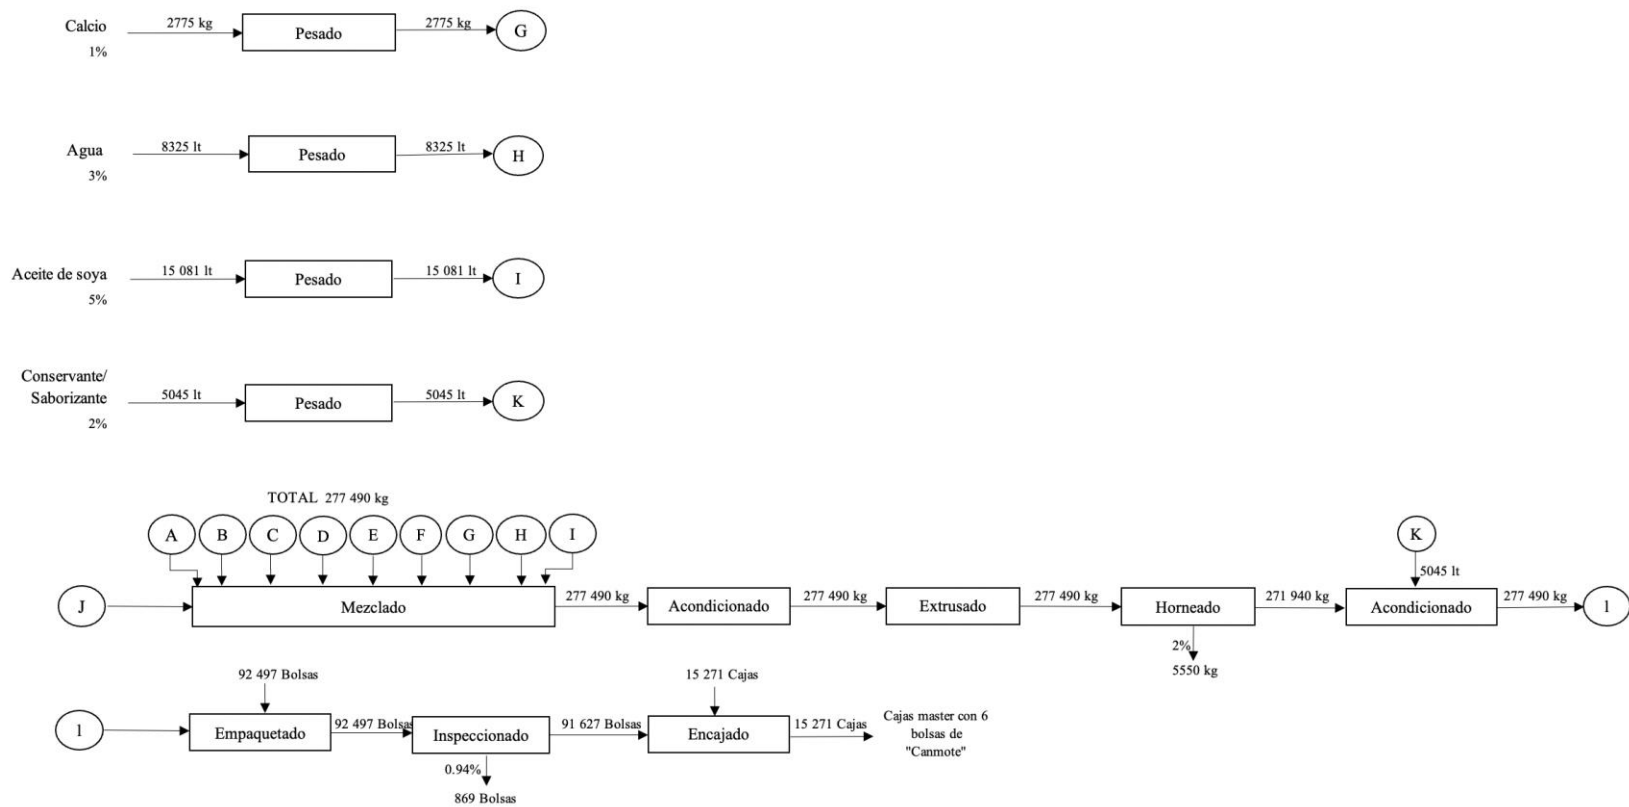 Calcio
1%
2775 kg
Pesado
2775 kg
G
Agua
3%
8325 lt
Pesado
8325 lt
H
Aceite de soya
5%
15 081 lt
Pesado
15 081 lt
I
Conservante/
Saborizante
2%
5045 lt
Pesado
5045 lt
K
TOTAL 277 490 kg
A
B
C
D
E
F
G
H
I
K
5045 lt
J
Mezclado
277 490 kg
Acondicionado
277 490 kg
Extrusado
277 490 kg
Horneado
271 940 kg
Acondicionado
277 490 kg
1
2%
5550 kg
92 497 Bolsas
15 271 Cajas
1
Empaquetado
92 497 Bolsas
Inspeccionado
91 627 Bolsas
Encajado
15 271 Cajas
Cajas master con 6
bolsas de
"Canmote"
0.94%
869 Bolsas